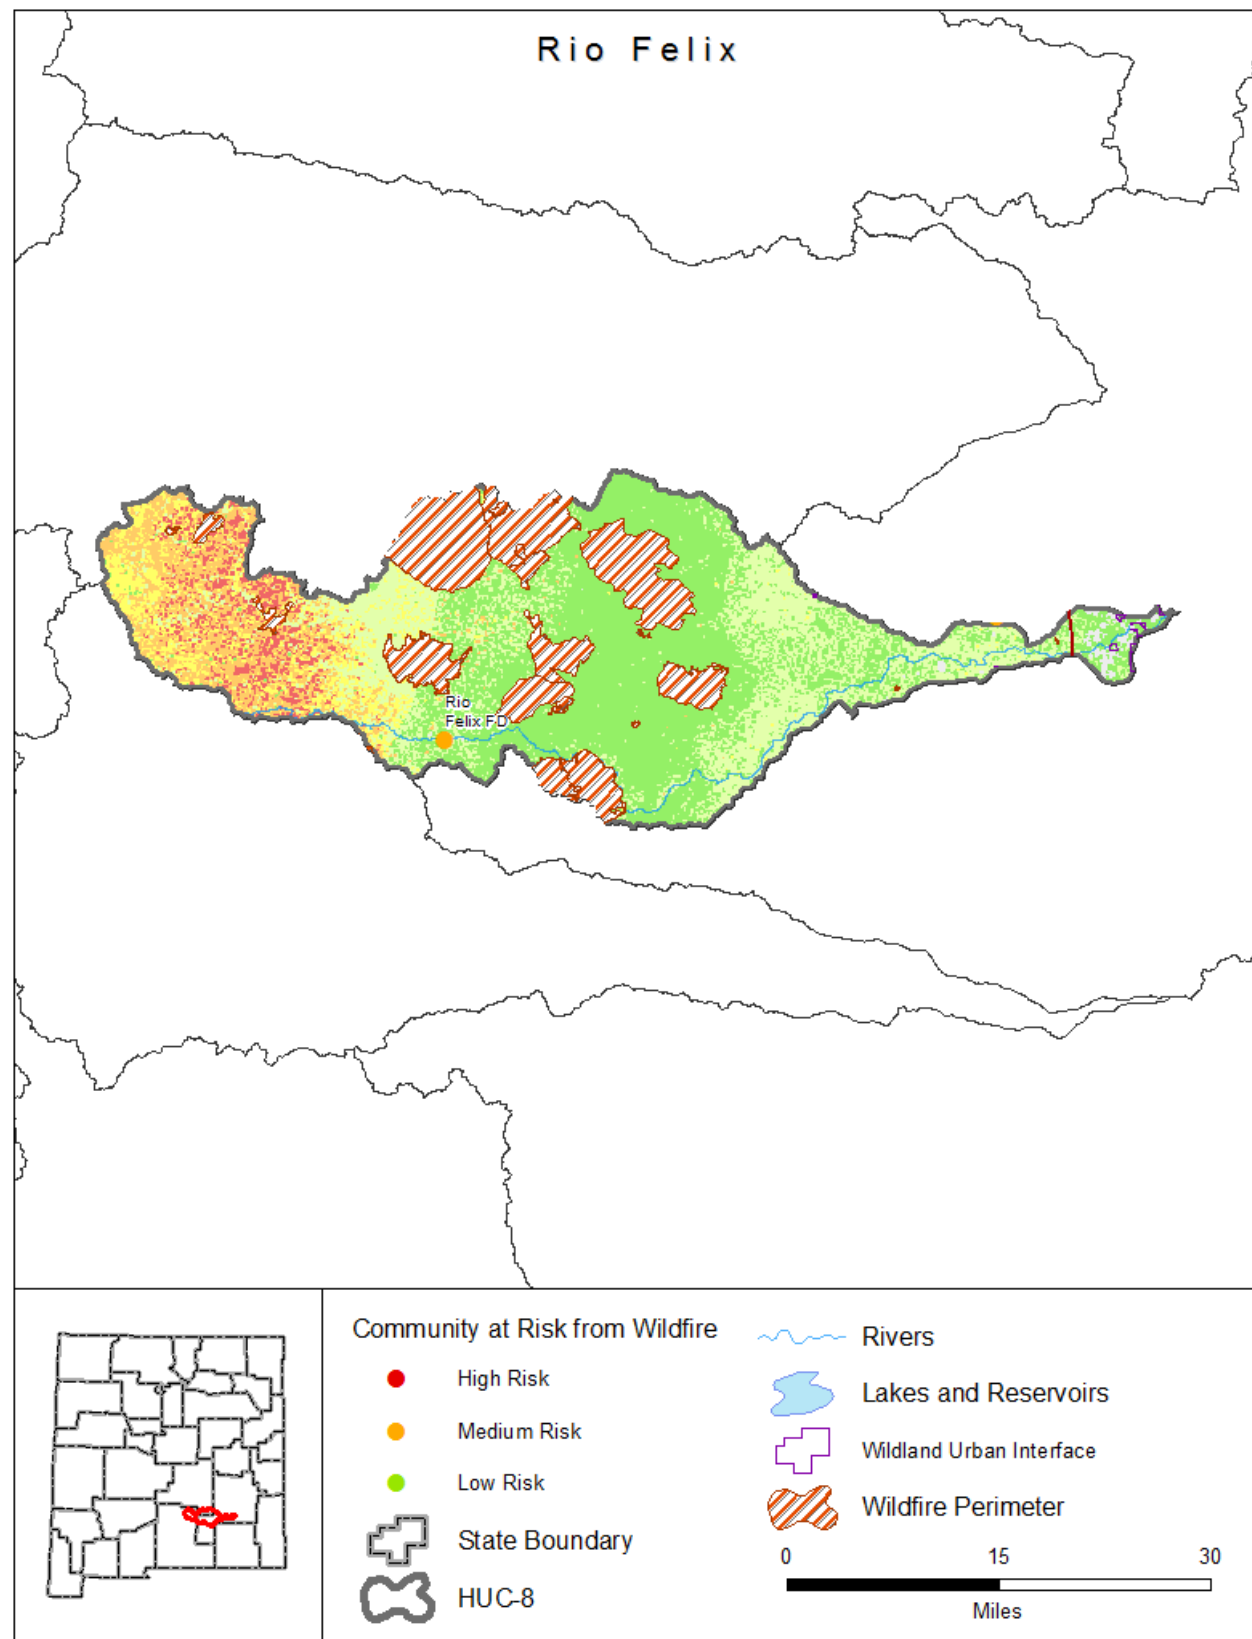 Rio Felix
Rio
Felix FD
Community at Risk from Wildfire
High Risk
Medium Risk
Low Risk
State Boundary
HUC-8
Rivers
Lakes and Reservoirs
Wildland Urban Interface
Wildfire Perimeter
0 15 30
Miles